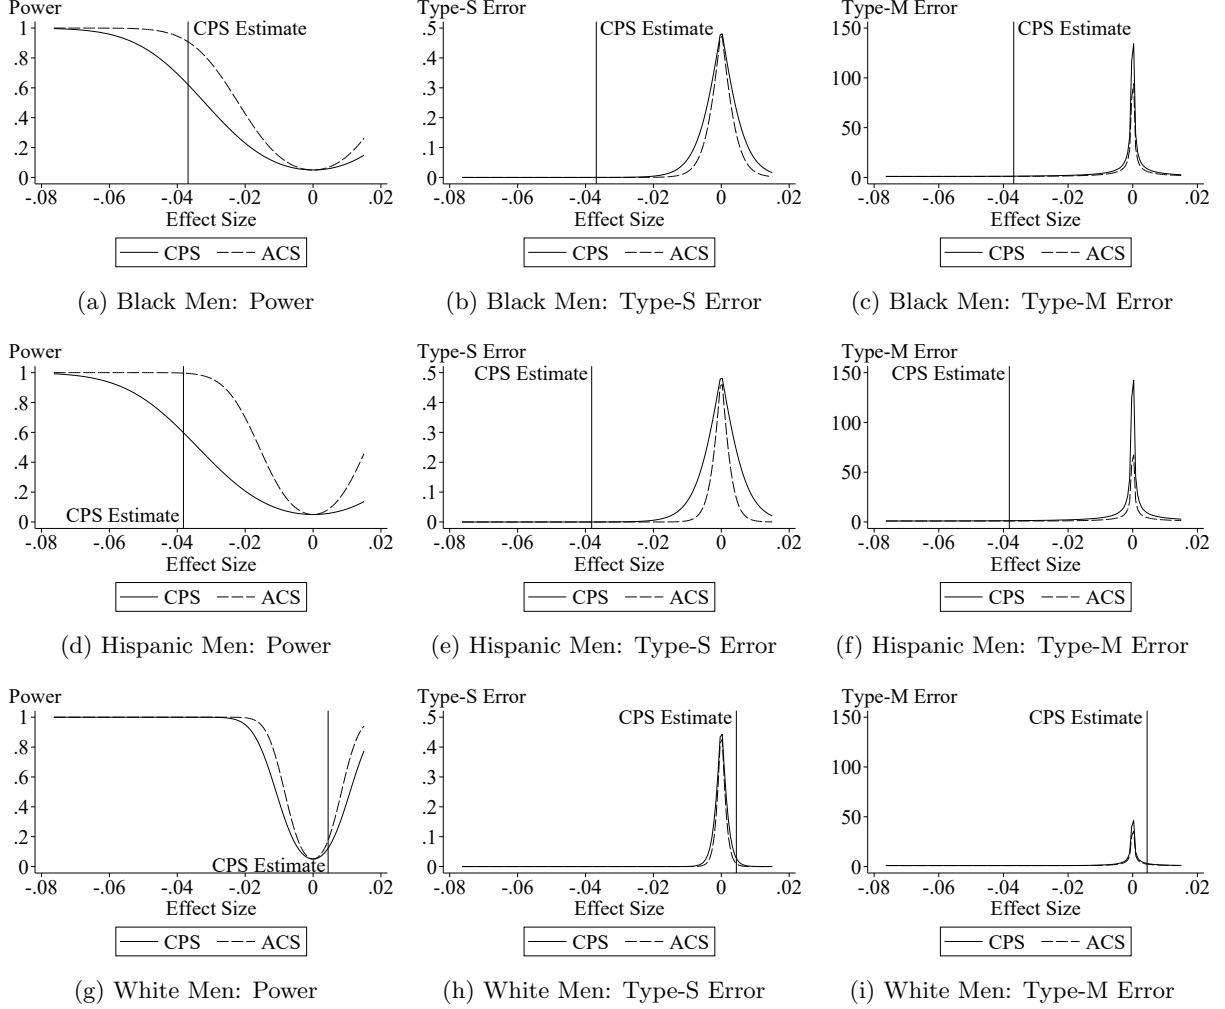 Power
CPS Estimate
1
.8
.6
.4
.2
0
-.08 -.06 -.04 -.02 0 .02
Effect Size
CPS ACS
(a) Black Men: Power
Type-S Error
CPS Estimate
.5
.4
.3
.2
.1
0
-.08 -.06 -.04 -.02 0 .02
Effect Size
CPS ACS
(b) Black Men: Type-S Error
Type-M Error
150
CPS Estimate
100
50
0
-.08 -.06 -.04 -.02 0 .02
Effect Size
CPS ACS
(c) Black Men: Type-M Error
Power
1
.8
.6
.4
.2
CPS Estimate
0
-.08 -.06 -.04 -.02 0 .02
Effect Size
CPS ACS
(d) Hispanic Men: Power
Type-S Error
CPS Estimate
.5
.4
.3
.2
.1
0
-.08 -.06 -.04 -.02 0 .02
Effect Size
CPS ACS
(e) Hispanic Men: Type-S Error
Type-M Error
150
CPS Estimate
100
50
0
-.08 -.06 -.04 -.02 0 .02
Effect Size
CPS ACS
(f) Hispanic Men: Type-M Error
Power
1
.8
.6
.4
.2
0
CPS Estimate
-.08 -.06 -.04 -.02 0 .02
Effect Size
CPS ACS
(g) White Men: Power
Type-S Error
.5
CPS Estimate
.4
.3
.2
.1
0
-.08 -.06 -.04 -.02 0 .02
Effect Size
CPS ACS
(h) White Men: Type-S Error
Type-M Error
150
CPS Estimate
100
50
0
-.08 -.06 -.04 -.02 0 .02
Effect Size
CPS ACS
(i) White Men: Type-M Error